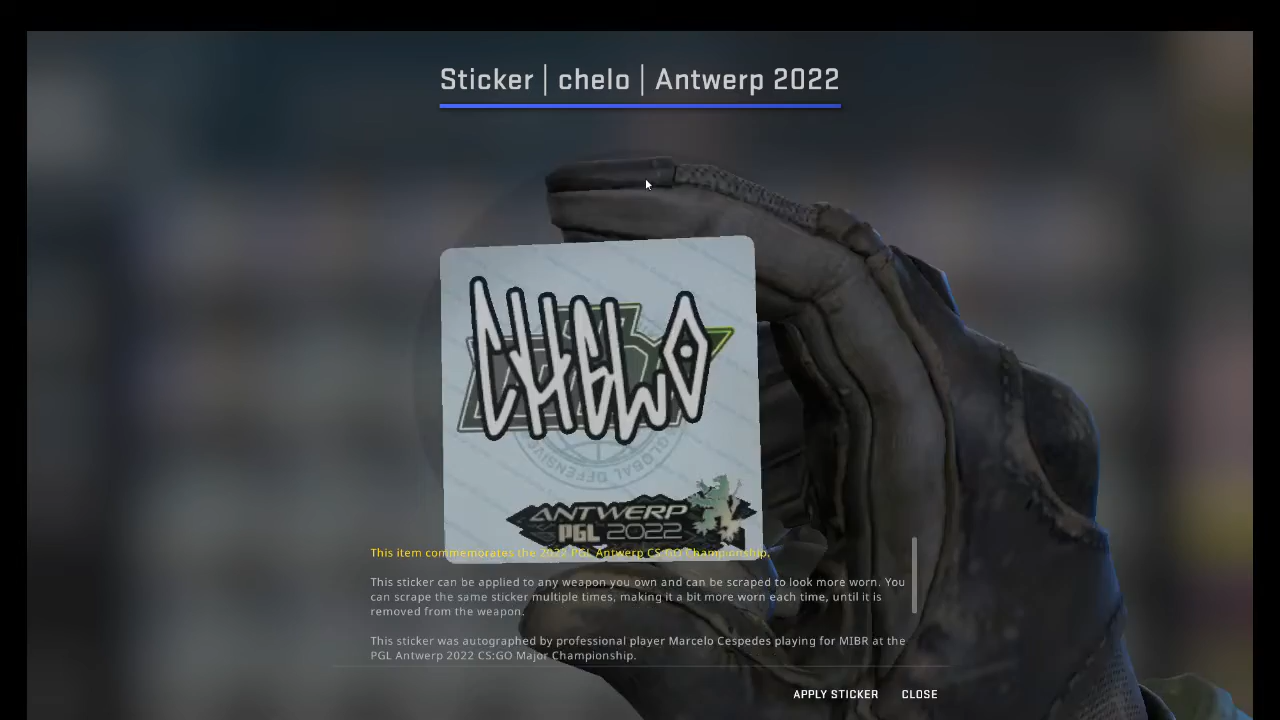 Sticker | chelo | Antwerp 2022
CHELO
GLOBAL OFFENSIVE
ANTWERP
PGL 2022
This item commemorates the 2022 PGL Antwerp CS:GO Championship.
This sticker can be applied to any weapon you own and can be scraped to look more worn. You
can scrape the same sticker multiple times, making it a bit more worn each time, until it is
removed from the weapon.
This sticker was autographed by professional player Marcelo Cespedes playing for MIBR at the
PGL Antwerp 2022 CS:GO Major Championship.
APPLY STICKER CLOSE